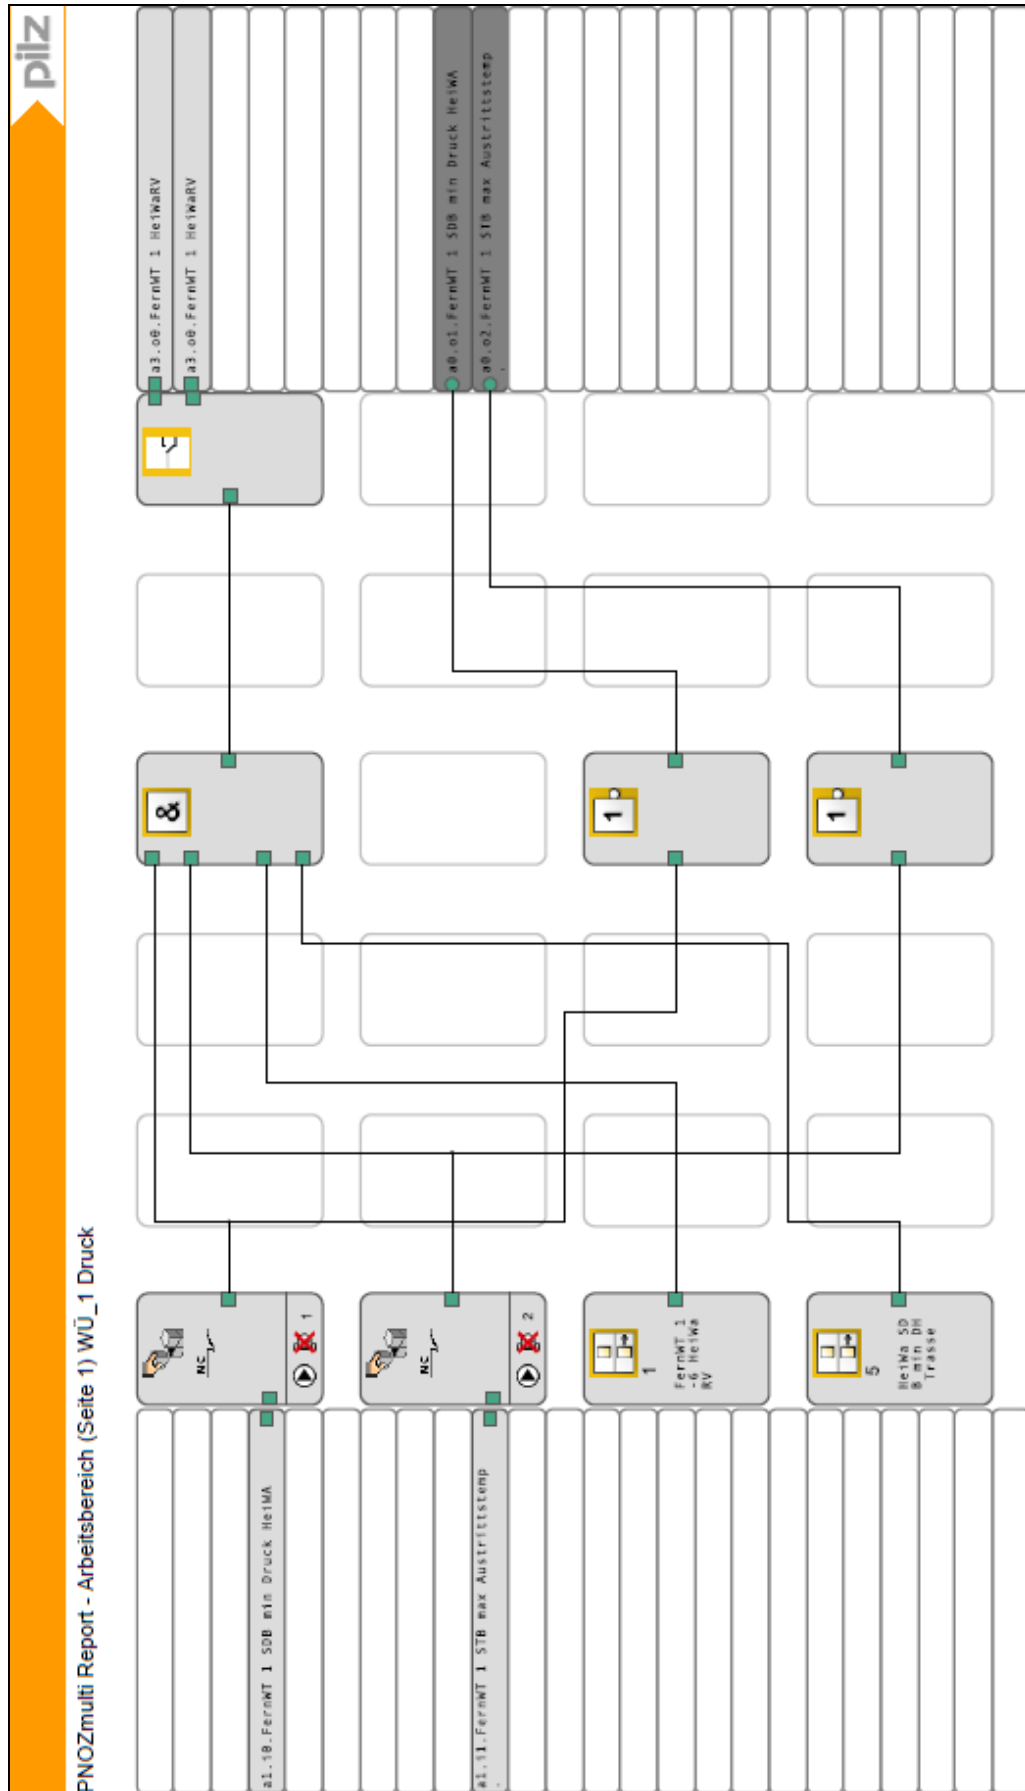 pilz
PNOZmulti Report - Arbeitsbereich (Seite 1) WÜ_1 Druck
a1.i0.FernWT 1 SDB min Druck HeiWA
NC
1
&
a3.o0.FernWT 1 HeiWaRV
a3.o0.FernWT 1 HeiWaRV
a1.i1.FernWT 1 STB max Austrittstemp
.
NC
2
a0.o1.FernWT 1 SDB min Druck HeiWA
a0.o2.FernWT 1 STB max Austrittstemp
.
1
FernWT 1
-6 HeiWa
RV
1
5
HeiWa SD
B min DH
Trasse
1